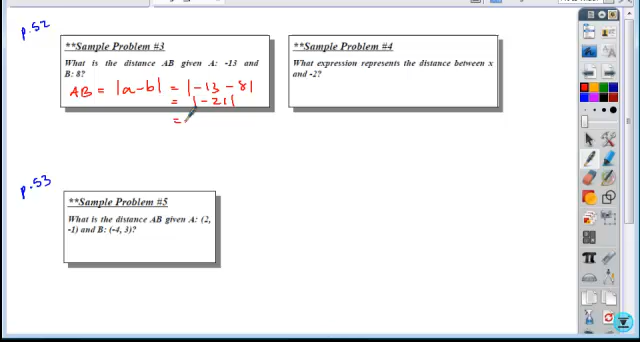 p.52
**Sample Problem #3
What is the distance AB given A: -13 and
B: 8?
AB = |a-b| = |-13 - 8|
= |-21|
=
**Sample Problem #4
What expression represents the distance between x
and -2?
p.53
**Sample Problem #5
What is the distance AB given A: (2,
-1) and B: (-4, 3)?